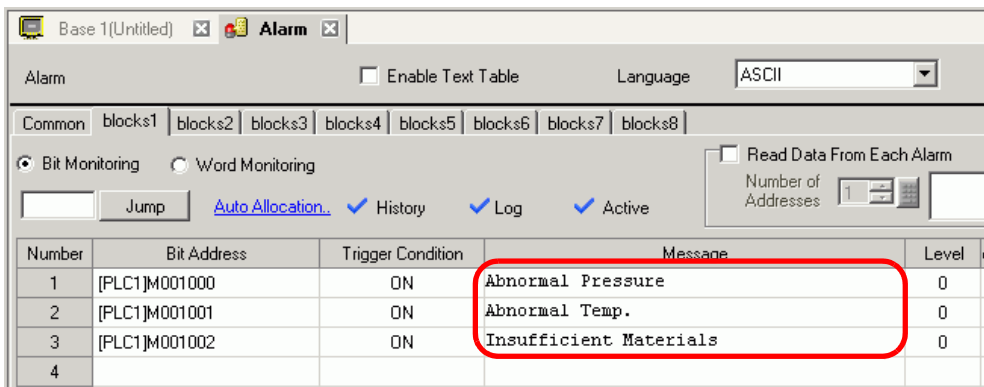 Base 1(Untitled) Alarm
Alarm Enable Text Table Language ASCII
Common blocks1 blocks2 blocks3 blocks4 blocks5 blocks6 blocks7 blocks8
Bit Monitoring Word Monitoring Read Data From Each Alarm
Number of
Addresses 1
Jump Auto Allocation.. History Log Active
Number Bit Address Trigger Condition Message Level
1 [PLC1]M001000 ON Abnormal Pressure 0
2 [PLC1]M001001 ON Abnormal Temp. 0
3 [PLC1]M001002 ON Insufficient Materials 0
4